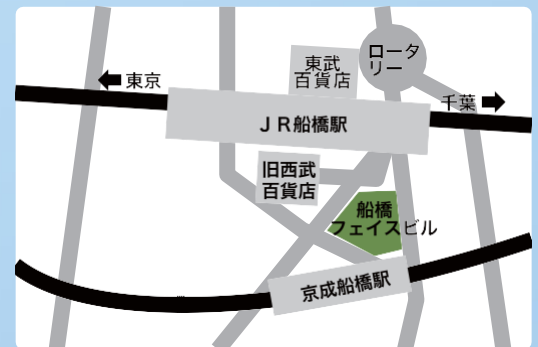 東武
百貨店
ロータ
リー
東京
千葉
ＪＲ船橋駅
旧西武
百貨店
船橋
フェイスビル
京成船橋駅